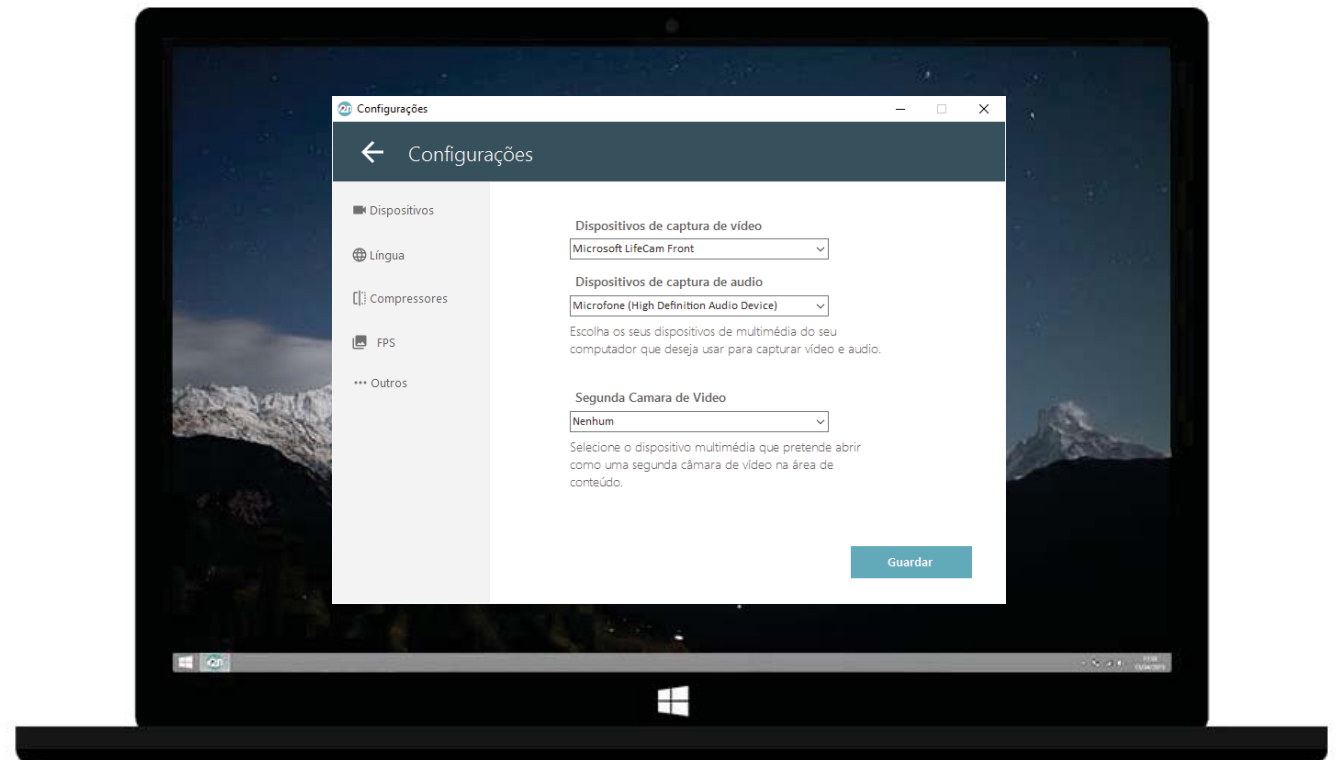 Configurações
Configurações
Dispositivos
Língua
Compressores
FPS
Outros
Dispositivos de captura de vídeo
Microsoft LifeCam Front
Dispositivos de captura de audio
Microfone (High Definition Audio Device)
Escolha os seus dispositivos de multimédia do seu
computador que deseja usar para capturar vídeo e audio.
Segunda Camara de Video
Nenhum
Selecione o dispositivo multimédia que pretende abrir
como uma segunda câmara de vídeo na área de
conteúdo.
Guardar